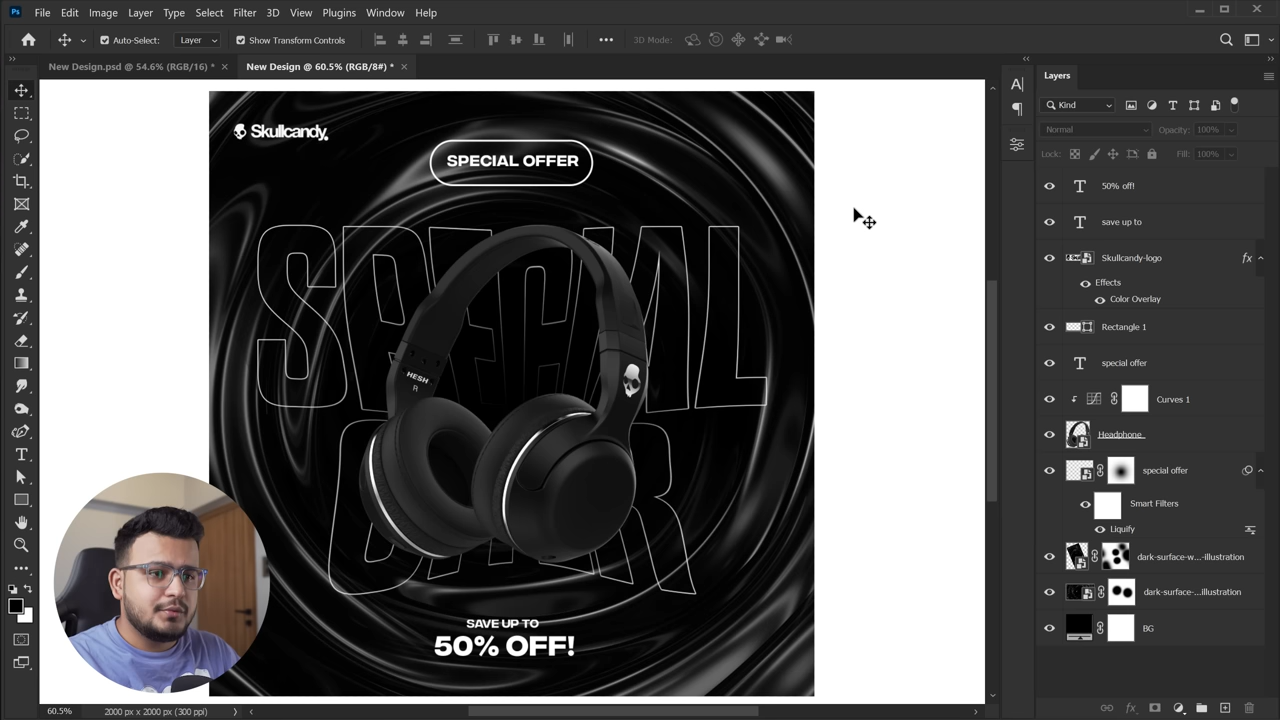 Ps File Edit Image Layer Type Select Filter 3D View Plugins Window Help
Auto-Select: Layer Show Transform Controls 3D Mode:
New Design.psd @ 54.6% (RGB/16) * × New Design @ 60.5% (RGB/8#) * ×
Layers
Kind
Normal Opacity: 100%
Lock: Fill: 100%
50% off!
save up to
Skullcandy-logo fx
Effects
Color Overlay
Rectangle 1
special offer
Curves 1
Headphone
special offer
Smart Filters
Liquify
dark-surface-w...-illustration
dark-surface-...illustration
BG
Skullcandy
SPECIAL OFFER
SPECIAL
OFFER
HESH
R
SAVE UP TO
50% OFF!
60.5% 2000 px x 2000 px (300 ppi)